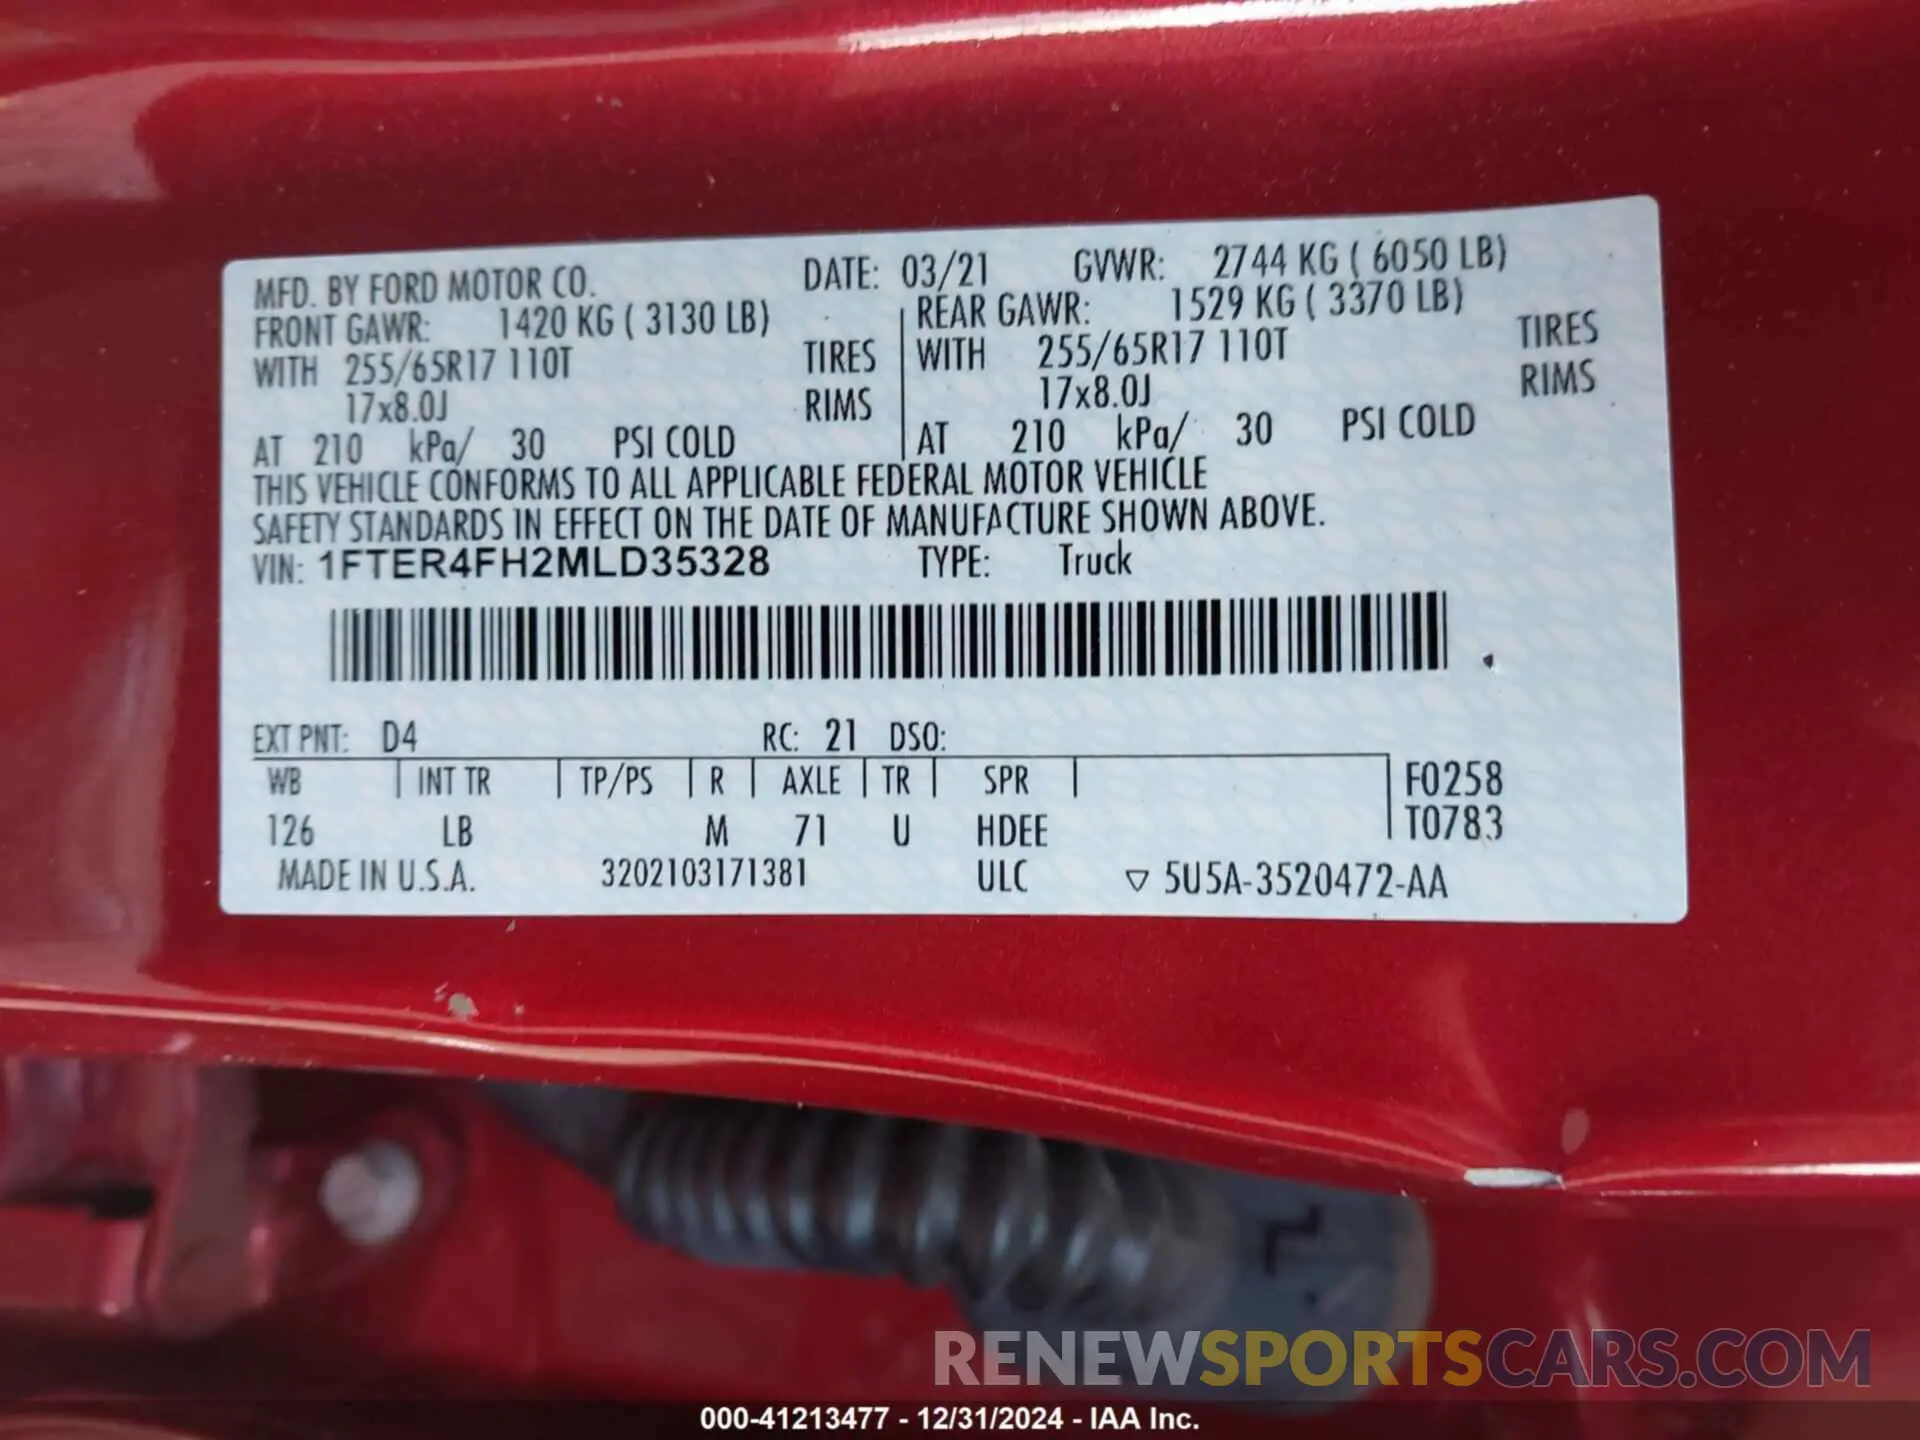 MFD. BY FORD MOTOR CO. DATE: 03/21 GVWR: 2744 KG ( 6050 LB)
FRONT GAWR: 1420 KG ( 3130 LB) REAR GAWR: 1529 KG ( 3370 LB)
WITH 255/65R17 110T TIRES WITH 255/65R17 110T TIRES
17x8.0J RIMS 17x8.0J RIMS
AT 210 kPa/ 30 PSI COLD AT 210 kPa/ 30 PSI COLD
THIS VEHICLE CONFORMS TO ALL APPLICABLE FEDERAL MOTOR VEHICLE
SAFETY STANDARDS IN EFFECT ON THE DATE OF MANUFACTURE SHOWN ABOVE.
VIN: 1FTER4FH2MLD35328 TYPE: Truck
EXT PNT: D4 RC: 21 DSO:
WB INT TR TP/PS R AXLE TR SPR F0258
126 LB M 71 U HDEE T0783
MADE IN U.S.A. 3202103171381 ULC ▽ 5U5A-3520472-AA
RENEWSPORTSCARS.COM
000-41213477 - 12/31/2024 - IAA Inc.